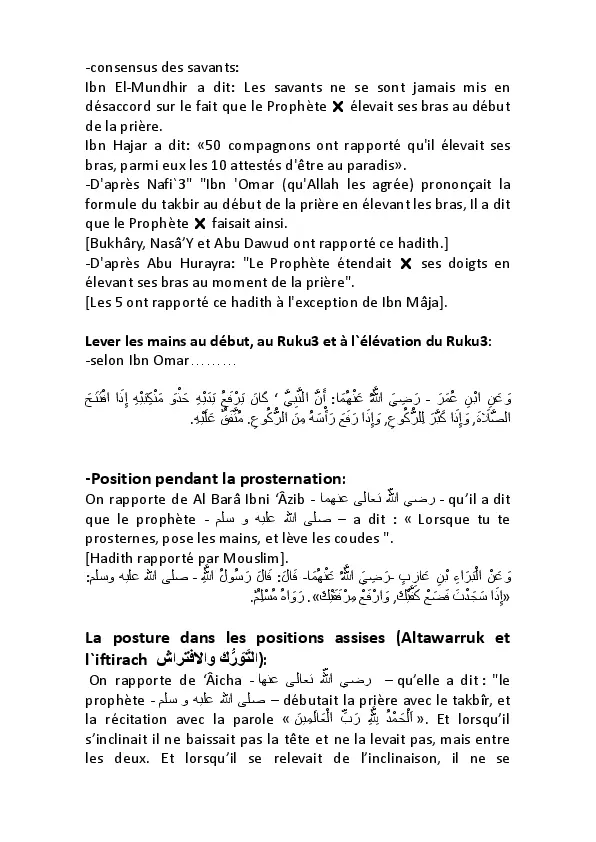 -consensus des savants:
Ibn El-Mundhir a dit: Les savants ne se sont jamais mis en
désaccord sur le fait que le Prophète ❌ élevait ses bras au début
de la prière.
Ibn Hajar a dit: «50 compagnons ont rapporté qu'il élevait ses
bras, parmi eux les 10 attestés d'être au paradis».
-D'après Nafi`3" "Ibn 'Omar (qu'Allah les agrée) prononçait la
formule du takbir au début de la prière en élevant les bras, Il a dit
que le Prophète ❌ faisait ainsi.
[Bukhâry, Nasâ’Y et Abu Dawud ont rapporté ce hadith.]
-D'après Abu Hurayra: "Le Prophète étendait ❌ ses doigts en
élevant ses bras au moment de la prière".
[Les 5 ont rapporté ce hadith à l'exception de Ibn Mâja].
Lever les mains au début, au Ruku3 et à l`élévation du Ruku3:
-selon Ibn Omar………
وَعَنِ ابْنِ عُمَرَ - رَضِيَ اللَّهُ عَنْهُمَا: أَنَّ النَّبِيَّ ‘ كَانَ يَرْفَعُ يَدَيْهِ حَذْوَ مَنْكِبَيْهِ إِذَا افْتَتَحَ
الصَّلَاةَ, وَإِذَا كَبَّرَ لِلرُّكُوعِ, وَإِذَا رَفَعَ رَأْسَهُ مِنَ الرُّكُوعِ. مُتَّفَقٌ عَلَيْهِ.
-Position pendant la prosternation:
On rapporte de Al Barâ Ibni ‘Âzib - رضي الله تعالى عنهما - qu’il a dit
que le prophète - صلى الله عليه و سلم – a dit : « Lorsque tu te
prosternes, pose les mains, et lève les coudes ".
[Hadith rapporté par Mouslim].
وَعَنْ الْبَرَاءِ بْنِ عَازِبٍ -رَضِيَ اللَّهُ عَنْهُمَا- قَالَ: قَالَ رَسُولُ اللَّهِ - صلى الله عليه وسلم:
«إِذَا سَجَدْتَ فَضَعْ كَفَّيْكَ, وَارْفَعْ مِرْفَقَيْكَ». رَوَاهُ مُسْلِمٌ.
La posture dans les positions assises (Altawarruk et
l`iftirach التَّوَرُّك والافتراش):
On rapporte de ‘Âicha - رضي الله تعالى عنها – qu’elle a dit : "le
prophète - صلى الله عليه و سلم – débutait la prière avec le takbîr, et
la récitation avec la parole « اَلْحَمْدُ لِلَّهِ رَبِّ الْعَالَمِينَ ». Et lorsqu’il
s’inclinait il ne baissait pas la tête et ne la levait pas, mais entre
les deux. Et lorsqu’il se relevait de l’inclinaison, il ne se